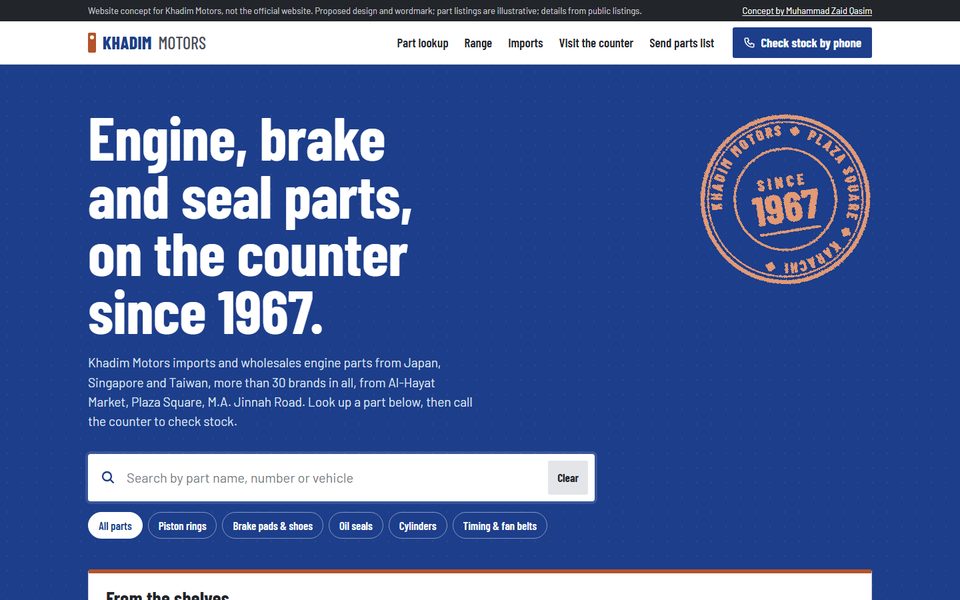 Website concept for Khadim Motors, not the official website. Proposed design and wordmark; part listings are illustrative; details from public listings.
Concept by Muhammad Zaid Qasim
KHADIM MOTORS
Part lookup
Range
Imports
Visit the counter
Send parts list
Check stock by phone
Engine, brake
and seal parts,
on the counter
since 1967.
KHADIM MOTORS ◆ PLAZA SQUARE ◆ KARACHI ◆
SINCE
1967
Khadim Motors imports and wholesales engine parts from Japan,
Singapore and Taiwan, more than 30 brands in all, from Al-Hayat
Market, Plaza Square, M.A. Jinnah Road. Look up a part below, then call
the counter to check stock.
Search by part name, number or vehicle
Clear
All parts
Piston rings
Brake pads & shoes
Oil seals
Cylinders
Timing & fan belts
From the shelves